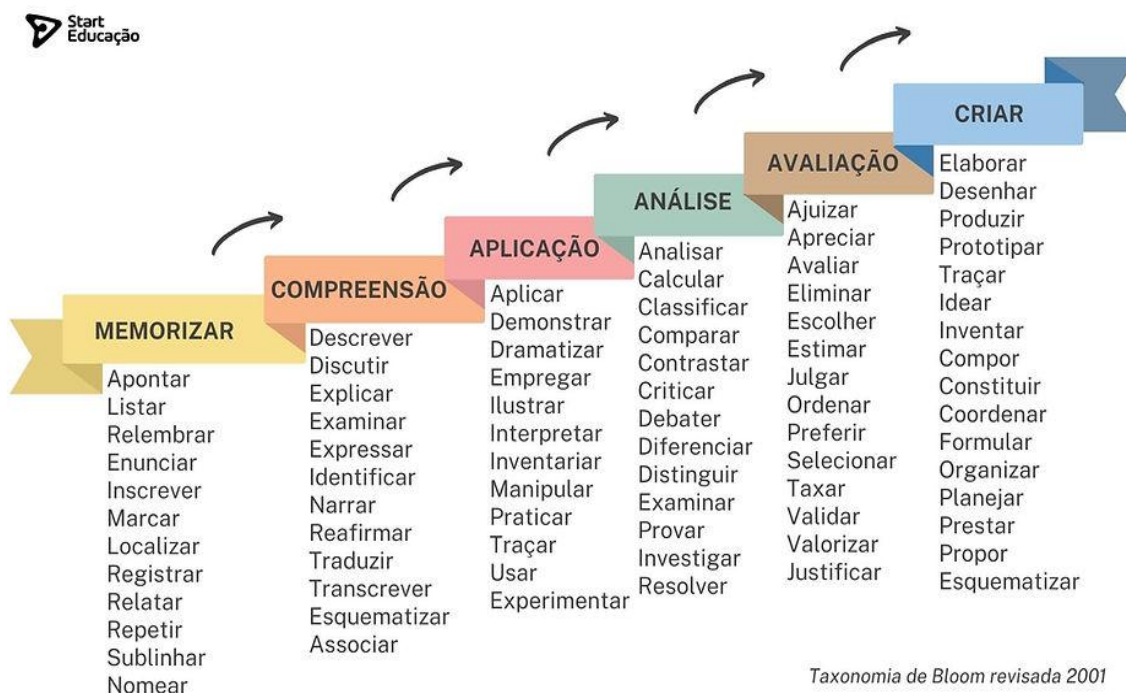 Start
Educação
MEMORIZAR
Apontar
Listar
Relembrar
Enunciar
Inscrever
Marcar
Localizar
Registrar
Relatar
Repetir
Sublinhar
Nomear
COMPREENSÃO
Descrever
Discutir
Explicar
Examinar
Expressar
Identificar
Narrar
Reafirmar
Traduzir
Transcrever
Esquematizar
Associar
APLICAÇÃO
Aplicar
Demonstrar
Dramatizar
Empregar
Ilustrar
Interpretar
Inventariar
Manipular
Praticar
Traçar
Usar
Experimentar
ANÁLISE
Analisar
Calcular
Classificar
Comparar
Contrastar
Criticar
Debater
Diferenciar
Distinguir
Examinar
Provar
Investigar
Resolver
AVALIAÇÃO
Ajuizar
Apreciar
Avaliar
Eliminar
Escolher
Estimar
Julgar
Ordenar
Preferir
Selecionar
Taxar
Validar
Valorizar
Justificar
CRIAR
Elaborar
Desenhar
Produzir
Prototipar
Traçar
Idear
Inventar
Compor
Constituir
Coordenar
Formular
Organizar
Planejar
Prestar
Propor
Esquematizar
Taxonomia de Bloom revisada 2001